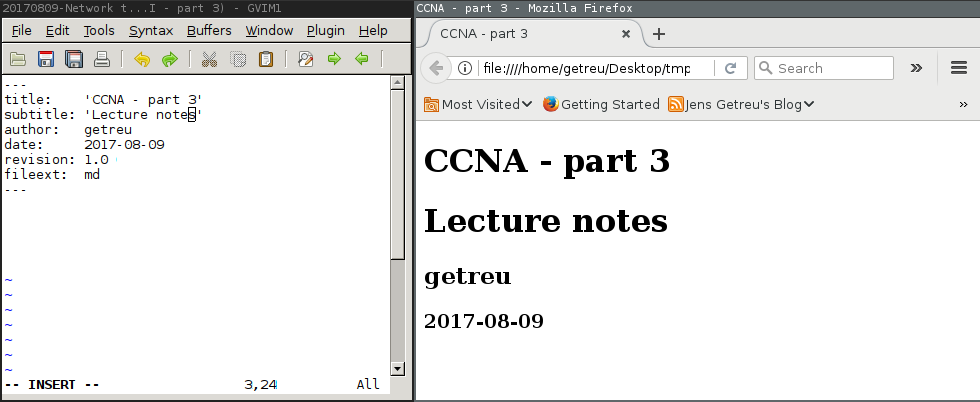 20170809-Network t...I - part 3) - GVIM1
File Edit Tools Syntax Buffers Window Plugin Help
---
title: 'CCNA - part 3'
subtitle: 'Lecture notes'
author: getreu
date: 2017-08-09
revision: 1.0
fileext: md
---
~
~
~
~
~
~
~
-- INSERT -- 3,24 All
CCNA - part 3 - Mozilla Firefox
CCNA - part 3
file:////home/getreu/Desktop/tmp
Search
Most Visited Getting Started Jens Getreu's Blog
CCNA - part 3
Lecture notes
getreu
2017-08-09